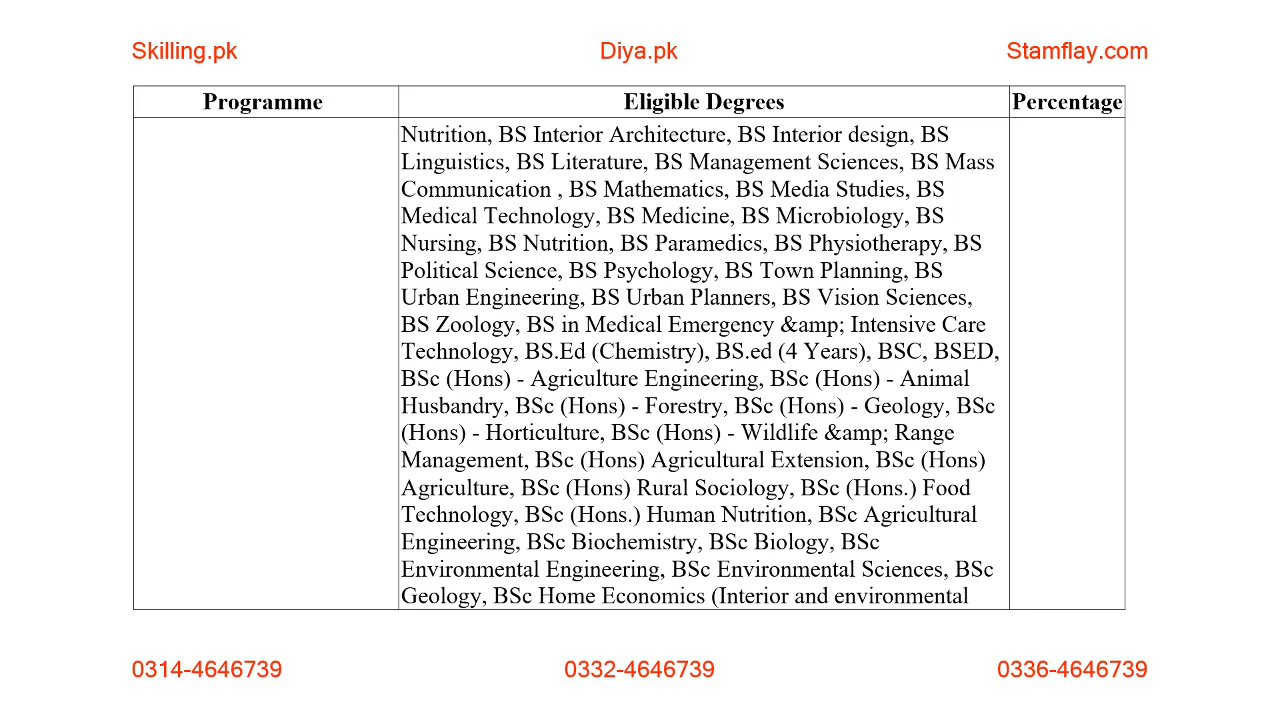 Skilling.pk Diya.pk Stamflay.com
Programme Eligible Degrees Percentage
Nutrition, BS Interior Architecture, BS Interior design, BS
Linguistics, BS Literature, BS Management Sciences, BS Mass
Communication , BS Mathematics, BS Media Studies, BS
Medical Technology, BS Medicine, BS Microbiology, BS
Nursing, BS Nutrition, BS Paramedics, BS Physiotherapy, BS
Political Science, BS Psychology, BS Town Planning, BS
Urban Engineering, BS Urban Planners, BS Vision Sciences,
BS Zoology, BS in Medical Emergency &amp; Intensive Care
Technology, BS.Ed (Chemistry), BS.ed (4 Years), BSC, BSED,
BSc (Hons) - Agriculture Engineering, BSc (Hons) - Animal
Husbandry, BSc (Hons) - Forestry, BSc (Hons) - Geology, BSc
(Hons) - Horticulture, BSc (Hons) - Wildlife &amp; Range
Management, BSc (Hons) Agricultural Extension, BSc (Hons)
Agriculture, BSc (Hons) Rural Sociology, BSc (Hons.) Food
Technology, BSc (Hons.) Human Nutrition, BSc Agricultural
Engineering, BSc Biochemistry, BSc Biology, BSc
Environmental Engineering, BSc Environmental Sciences, BSc
Geology, BSc Home Economics (Interior and environmental
0314-4646739 0332-4646739 0336-4646739